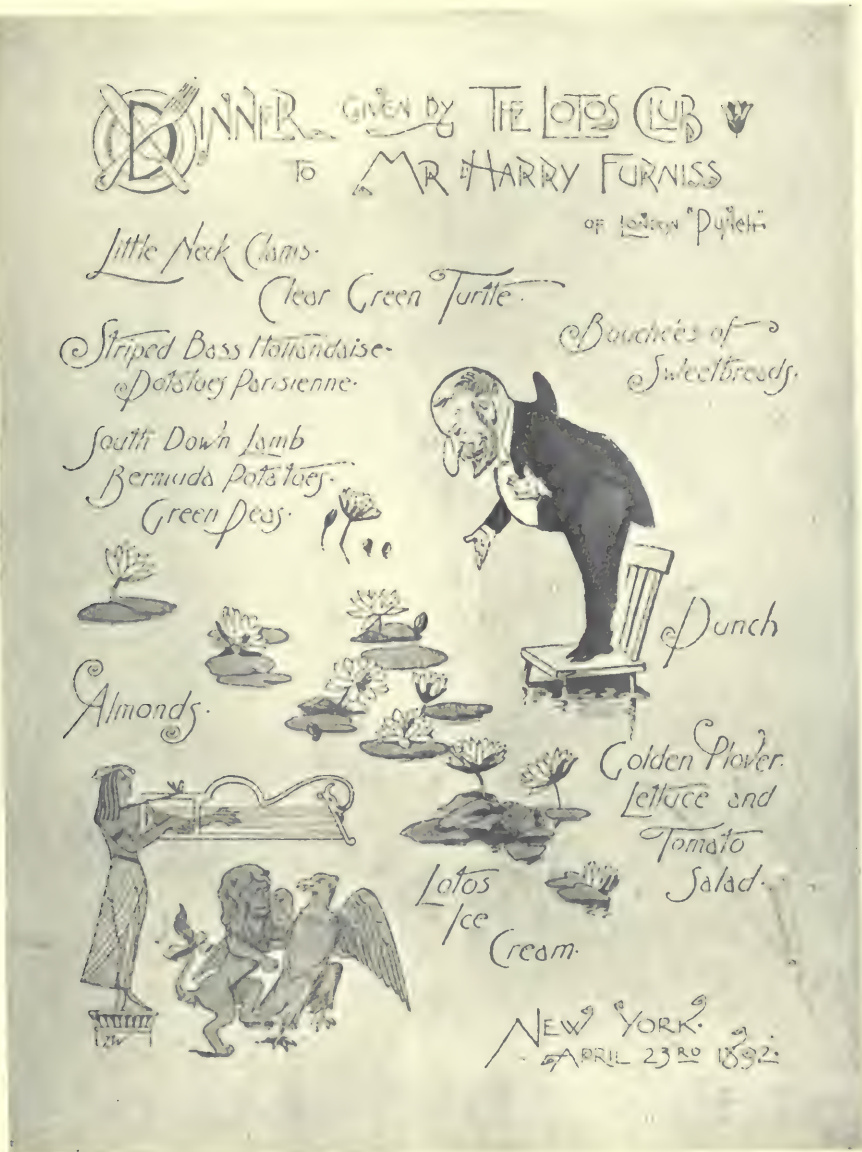 DINNER GIVEN BY THE LOTOS CLUB
TO MR HARRY FURNISS
OF LONDON "PUNCH"
Little Neck Clams.
Clear Green Turtle.
Striped Bass Hollandaise.
Potatoes Parisienne.
Bouchées of
Sweetbreads.
South Down Lamb
Bermuda Potatoes.
Green Peas.
Punch
Almonds.
Golden Plover.
Lettuce and
Tomato
Salad.
Lotos
Ice
Cream.
NEW YORK.
APRIL 23RD 1892.